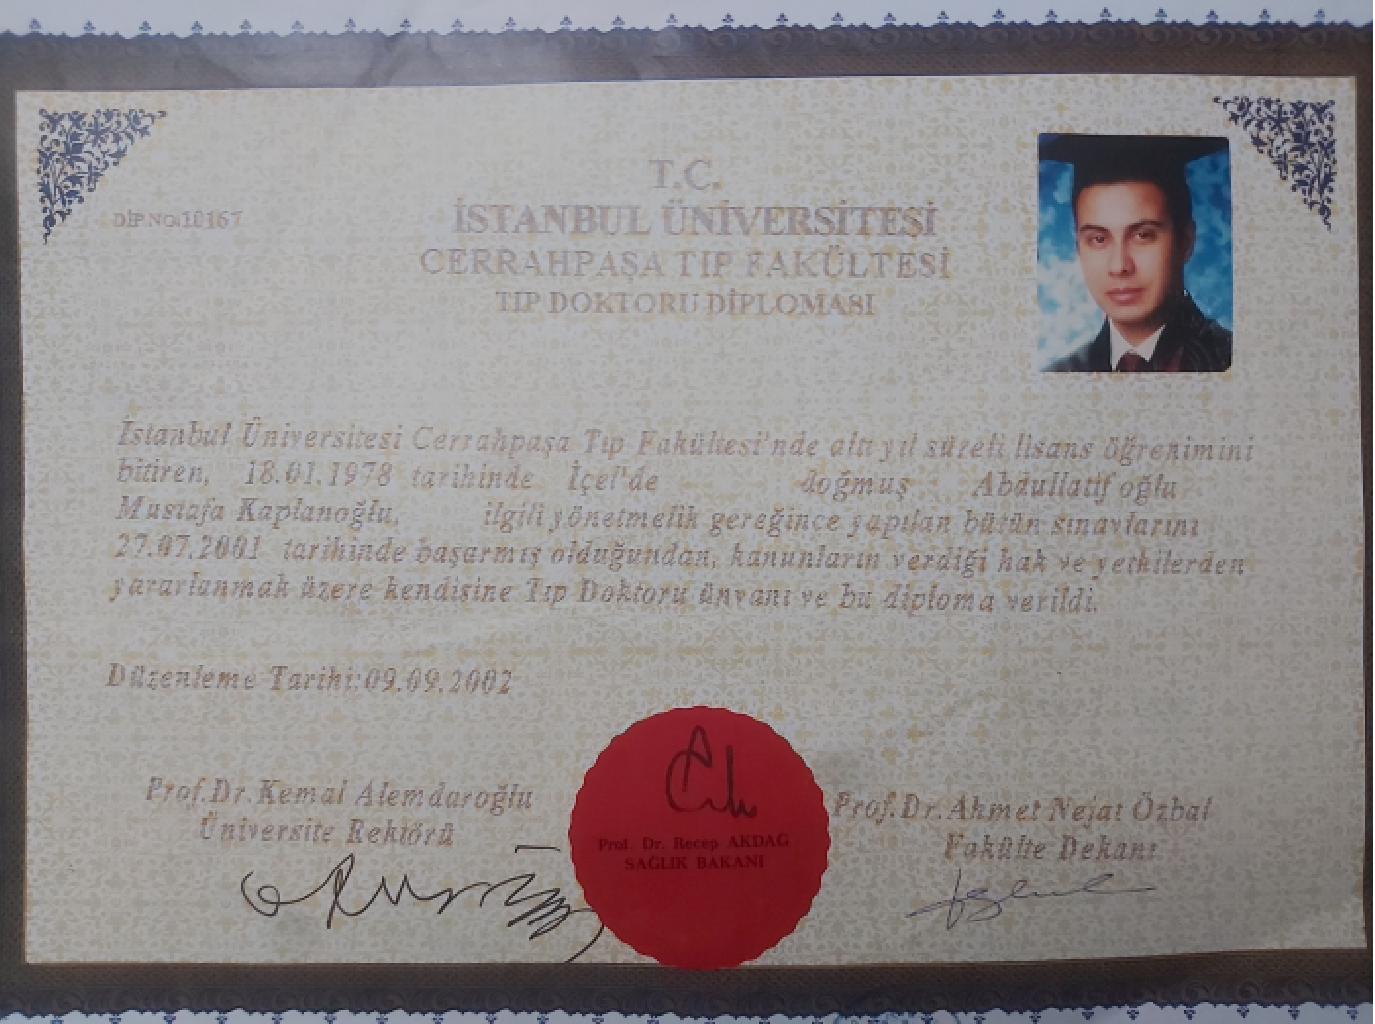 T.C.
DİP.NO:10167
İSTANBUL ÜNİVERSİTESİ
CERRAHPAŞA TIP FAKÜLTESİ
TIP DOKTORU DİPLOMASI
İstanbul Üniversitesi Cerrahpaşa Tıp Fakültesi'nde altı yıl süreli lisans öğrenimini
bitiren, 18.01.1978 tarihinde İçel'de doğmuş Abdullatif oğlu
Mustafa Kaplanoğlu, ilgili yönetmelik gereğince yapılan bütün sınavlarını
27.07.2001 tarihinde başarmış olduğundan, kanunların verdiği hak ve yetkilerden
yararlanmak üzere kendisine Tıp Doktoru ünvanı ve bu diploma verildi.
Düzenleme Tarihi:09.09.2002
Prof.Dr.Kemal Alemdaroğlu
Üniversite Rektörü
Prof. Dr. Recep AKDAĞ
SAĞLIK BAKANI
Prof.Dr.Ahmet Nejat Özbal
Fakülte Dekanı